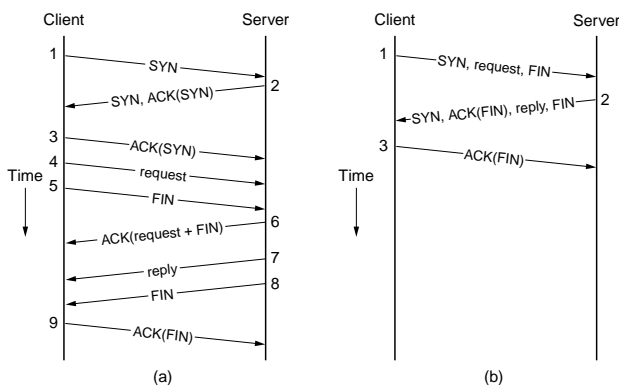 Client
Server
1
SYN
2
SYN, ACK(SYN)
3
ACK(SYN)
4
request
Time
5
FIN
6
ACK(request + FIN)
7
reply
8
FIN
9
ACK(FIN)
(a)
Client
Server
1
SYN, request, FIN
2
SYN, ACK(FIN), reply, FIN
3
ACK(FIN)
Time
(b)